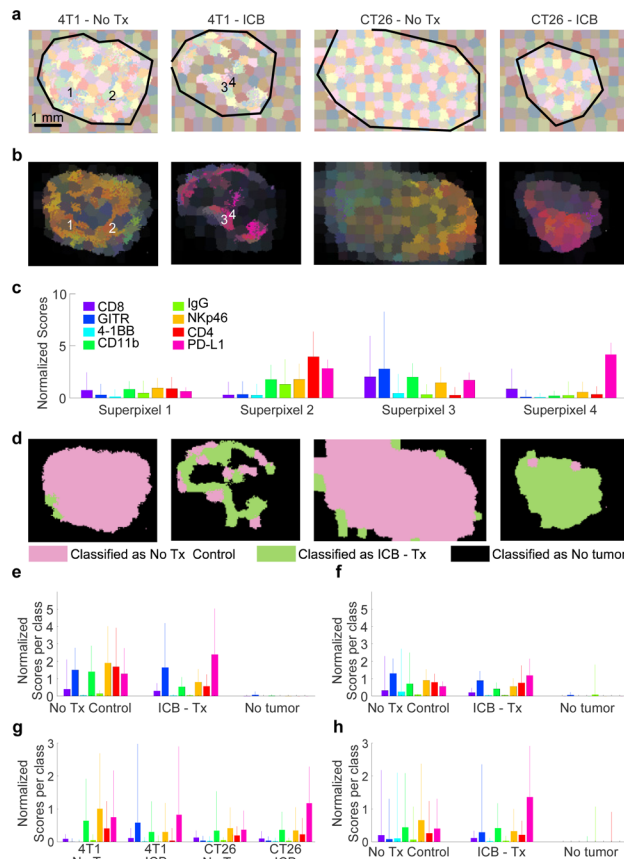 a
4T1 - No Tx
4T1 - ICB
CT26 - No Tx
CT26 - ICB
1
2
3
4
1 mm
b
1
2
3
4
c
Normalized Scores
10
5
0
CD8
GITR
4-1BB
CD11b
IgG
NKp46
CD4
PD-L1
Superpixel 1
Superpixel 2
Superpixel 3
Superpixel 4
d
Classified as No Tx Control
Classified as ICB - Tx
Classified as No tumor
e
Normalized
Scores per class
5
4
3
2
1
0
No Tx Control
ICB - Tx
No tumor
f
Normalized
Scores per class
5
4
3
2
1
0
No Tx Control
ICB - Tx
No tumor
g
Normalized
Scores per class
3
2
1
0
4T1
4T1
CT26
CT26
No Tx
ICB
No Tx
ICB
h
Normalized
Scores per class
3
2
1
0
No Tx Control
ICB - Tx
No tumor